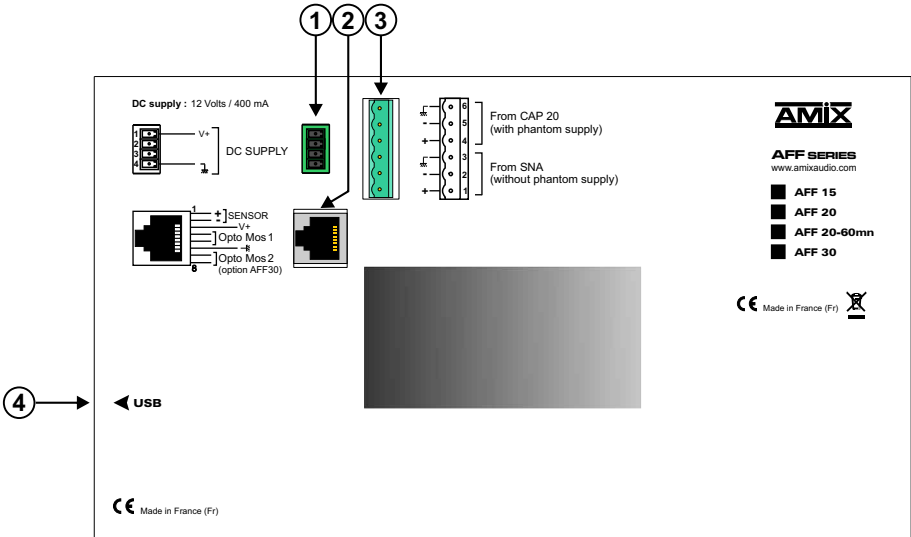 1 2 3
DC supply : 12 Volts / 400 mA
1
2
3
4
V+
DC SUPPLY
6
5
4
3
2
1
-
+
-
+
From CAP 20
(with phantom supply)
From SNA
(without phantom supply)
AMIX
AFF SERIES
www.amixaudio.com
AFF 15
AFF 20
AFF 20-60mn
AFF 30
1
8
+
-
SENSOR
V+
Opto Mos 1
Opto Mos 2
(option AFF30)
CE Made in France (Fr)
4
USB
CE Made in France (Fr)